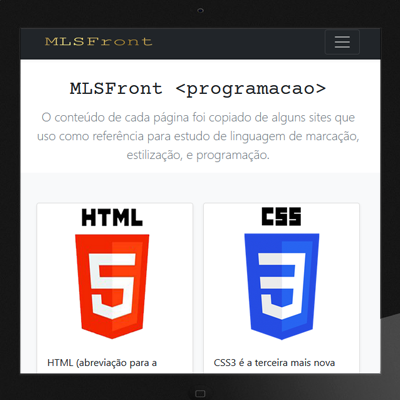 MLSFront
MLSFront <programacao>
O conteúdo de cada página foi copiado de alguns sites que
uso como referência para estudo de linguagem de marcação,
estilização, e programação.
HTML
5
CSS
3
HTML (abreviação para a
CSS3 é a terceira mais nova